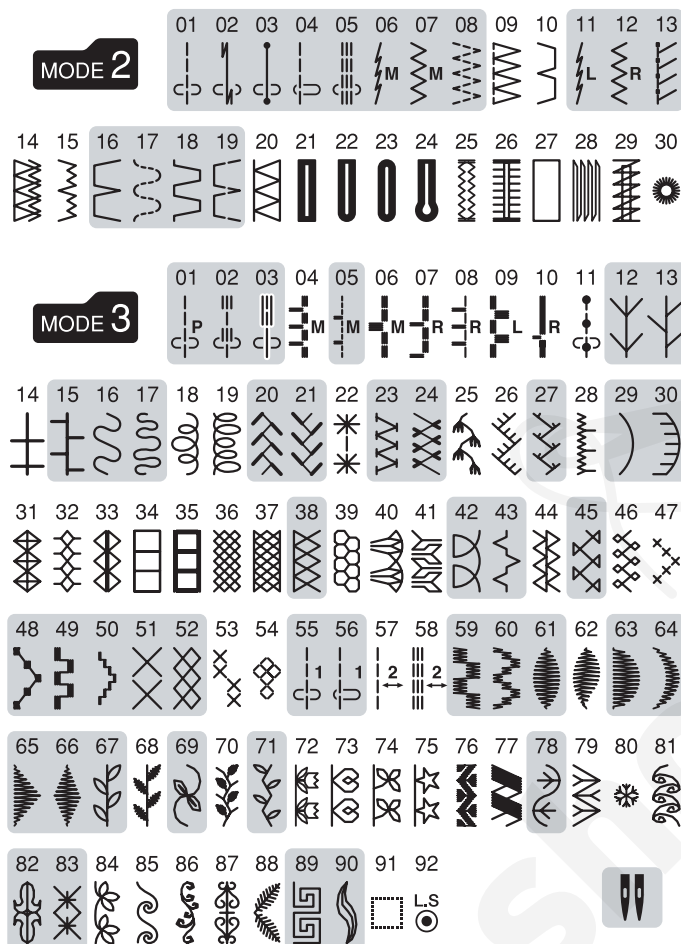 01 02 03 04 05 06 07 08 09 10 11 12 13
MODE 2
M M L R
14 15 16 17 18 19 20 21 22 23 24 25 26 27 28 29 30
01 02 03 04 05 06 07 08 09 10 11 12 13
MODE 3
P M M M R R L R
14 15 16 17 18 19 20 21 22 23 24 25 26 27 28 29 30
31 32 33 34 35 36 37 38 39 40 41 42 43 44 45 46 47
48 49 50 51 52 53 54 55 56 57 58 59 60 61 62 63 64
1 1 2 2
65 66 67 68 69 70 71 72 73 74 75 76 77 78 79 80 81
82 83 84 85 86 87 88 89 90 91 92
L.S